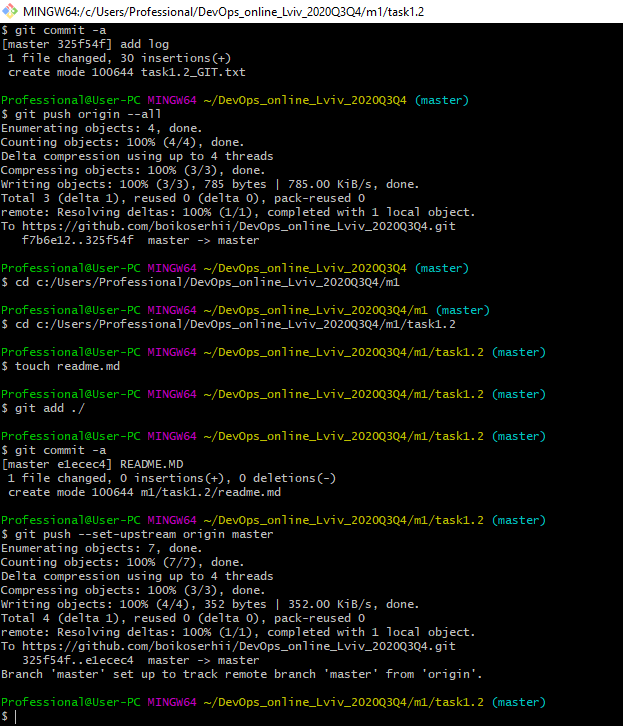 MINGW64:/c/Users/Professional/DevOps_online_Lviv_2020Q3Q4/m1/task1.2
$ git commit -a
[master 325f54f] add log
 1 file changed, 30 insertions(+)
 create mode 100644 task1.2_GIT.txt

Professional@User-PC MINGW64 ~/DevOps_online_Lviv_2020Q3Q4 (master)
$ git push origin --all
Enumerating objects: 4, done.
Counting objects: 100% (4/4), done.
Delta compression using up to 4 threads
Compressing objects: 100% (3/3), done.
Writing objects: 100% (3/3), 785 bytes | 785.00 KiB/s, done.
Total 3 (delta 1), reused 0 (delta 0), pack-reused 0
remote: Resolving deltas: 100% (1/1), completed with 1 local object.
To https://github.com/boikoserhii/DevOps_online_Lviv_2020Q3Q4.git
   f7b6e12..325f54f  master -> master

Professional@User-PC MINGW64 ~/DevOps_online_Lviv_2020Q3Q4 (master)
$ cd c:/Users/Professional/DevOps_online_Lviv_2020Q3Q4/m1

Professional@User-PC MINGW64 ~/DevOps_online_Lviv_2020Q3Q4/m1 (master)
$ cd c:/Users/Professional/DevOps_online_Lviv_2020Q3Q4/m1/task1.2

Professional@User-PC MINGW64 ~/DevOps_online_Lviv_2020Q3Q4/m1/task1.2 (master)
$ touch readme.md

Professional@User-PC MINGW64 ~/DevOps_online_Lviv_2020Q3Q4/m1/task1.2 (master)
$ git add ./

Professional@User-PC MINGW64 ~/DevOps_online_Lviv_2020Q3Q4/m1/task1.2 (master)
$ git commit -a
[master e1ecec4] README.MD
 1 file changed, 0 insertions(+), 0 deletions(-)
 create mode 100644 m1/task1.2/readme.md

Professional@User-PC MINGW64 ~/DevOps_online_Lviv_2020Q3Q4/m1/task1.2 (master)
$ git push --set-upstream origin master
Enumerating objects: 7, done.
Counting objects: 100% (7/7), done.
Delta compression using up to 4 threads
Compressing objects: 100% (3/3), done.
Writing objects: 100% (4/4), 352 bytes | 352.00 KiB/s, done.
Total 4 (delta 1), reused 0 (delta 0), pack-reused 0
remote: Resolving deltas: 100% (1/1), completed with 1 local object.
To https://github.com/boikoserhii/DevOps_online_Lviv_2020Q3Q4.git
   325f54f..e1ecec4  master -> master
Branch 'master' set up to track remote branch 'master' from 'origin'.

Professional@User-PC MINGW64 ~/DevOps_online_Lviv_2020Q3Q4/m1/task1.2 (master)
$